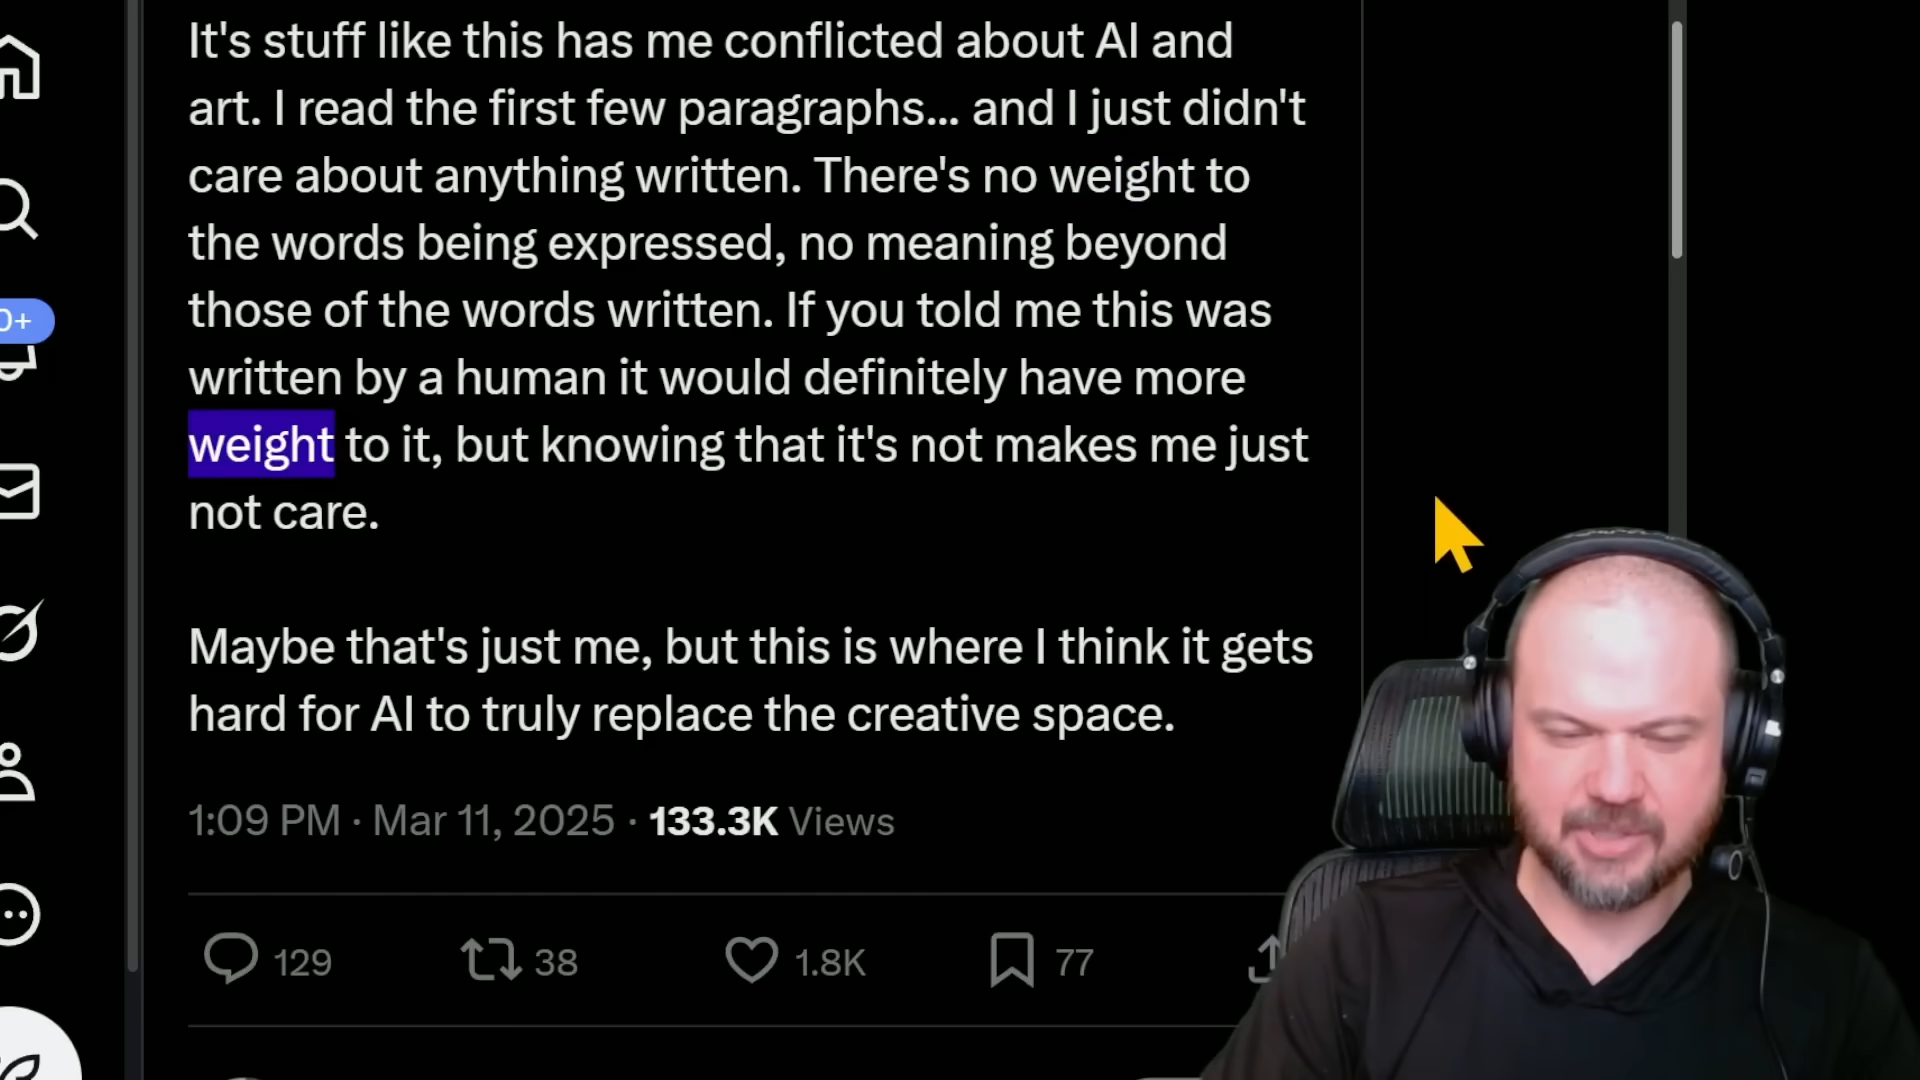 It's stuff like this has me conflicted about AI and
art. I read the first few paragraphs... and I just didn't
care about anything written. There's no weight to
the words being expressed, no meaning beyond
those of the words written. If you told me this was
written by a human it would definitely have more
weight to it, but knowing that it's not makes me just
not care.
Maybe that's just me, but this is where I think it gets
hard for AI to truly replace the creative space.
1:09 PM · Mar 11, 2025 · 133.3K Views
129 38 1.8K 77
0+